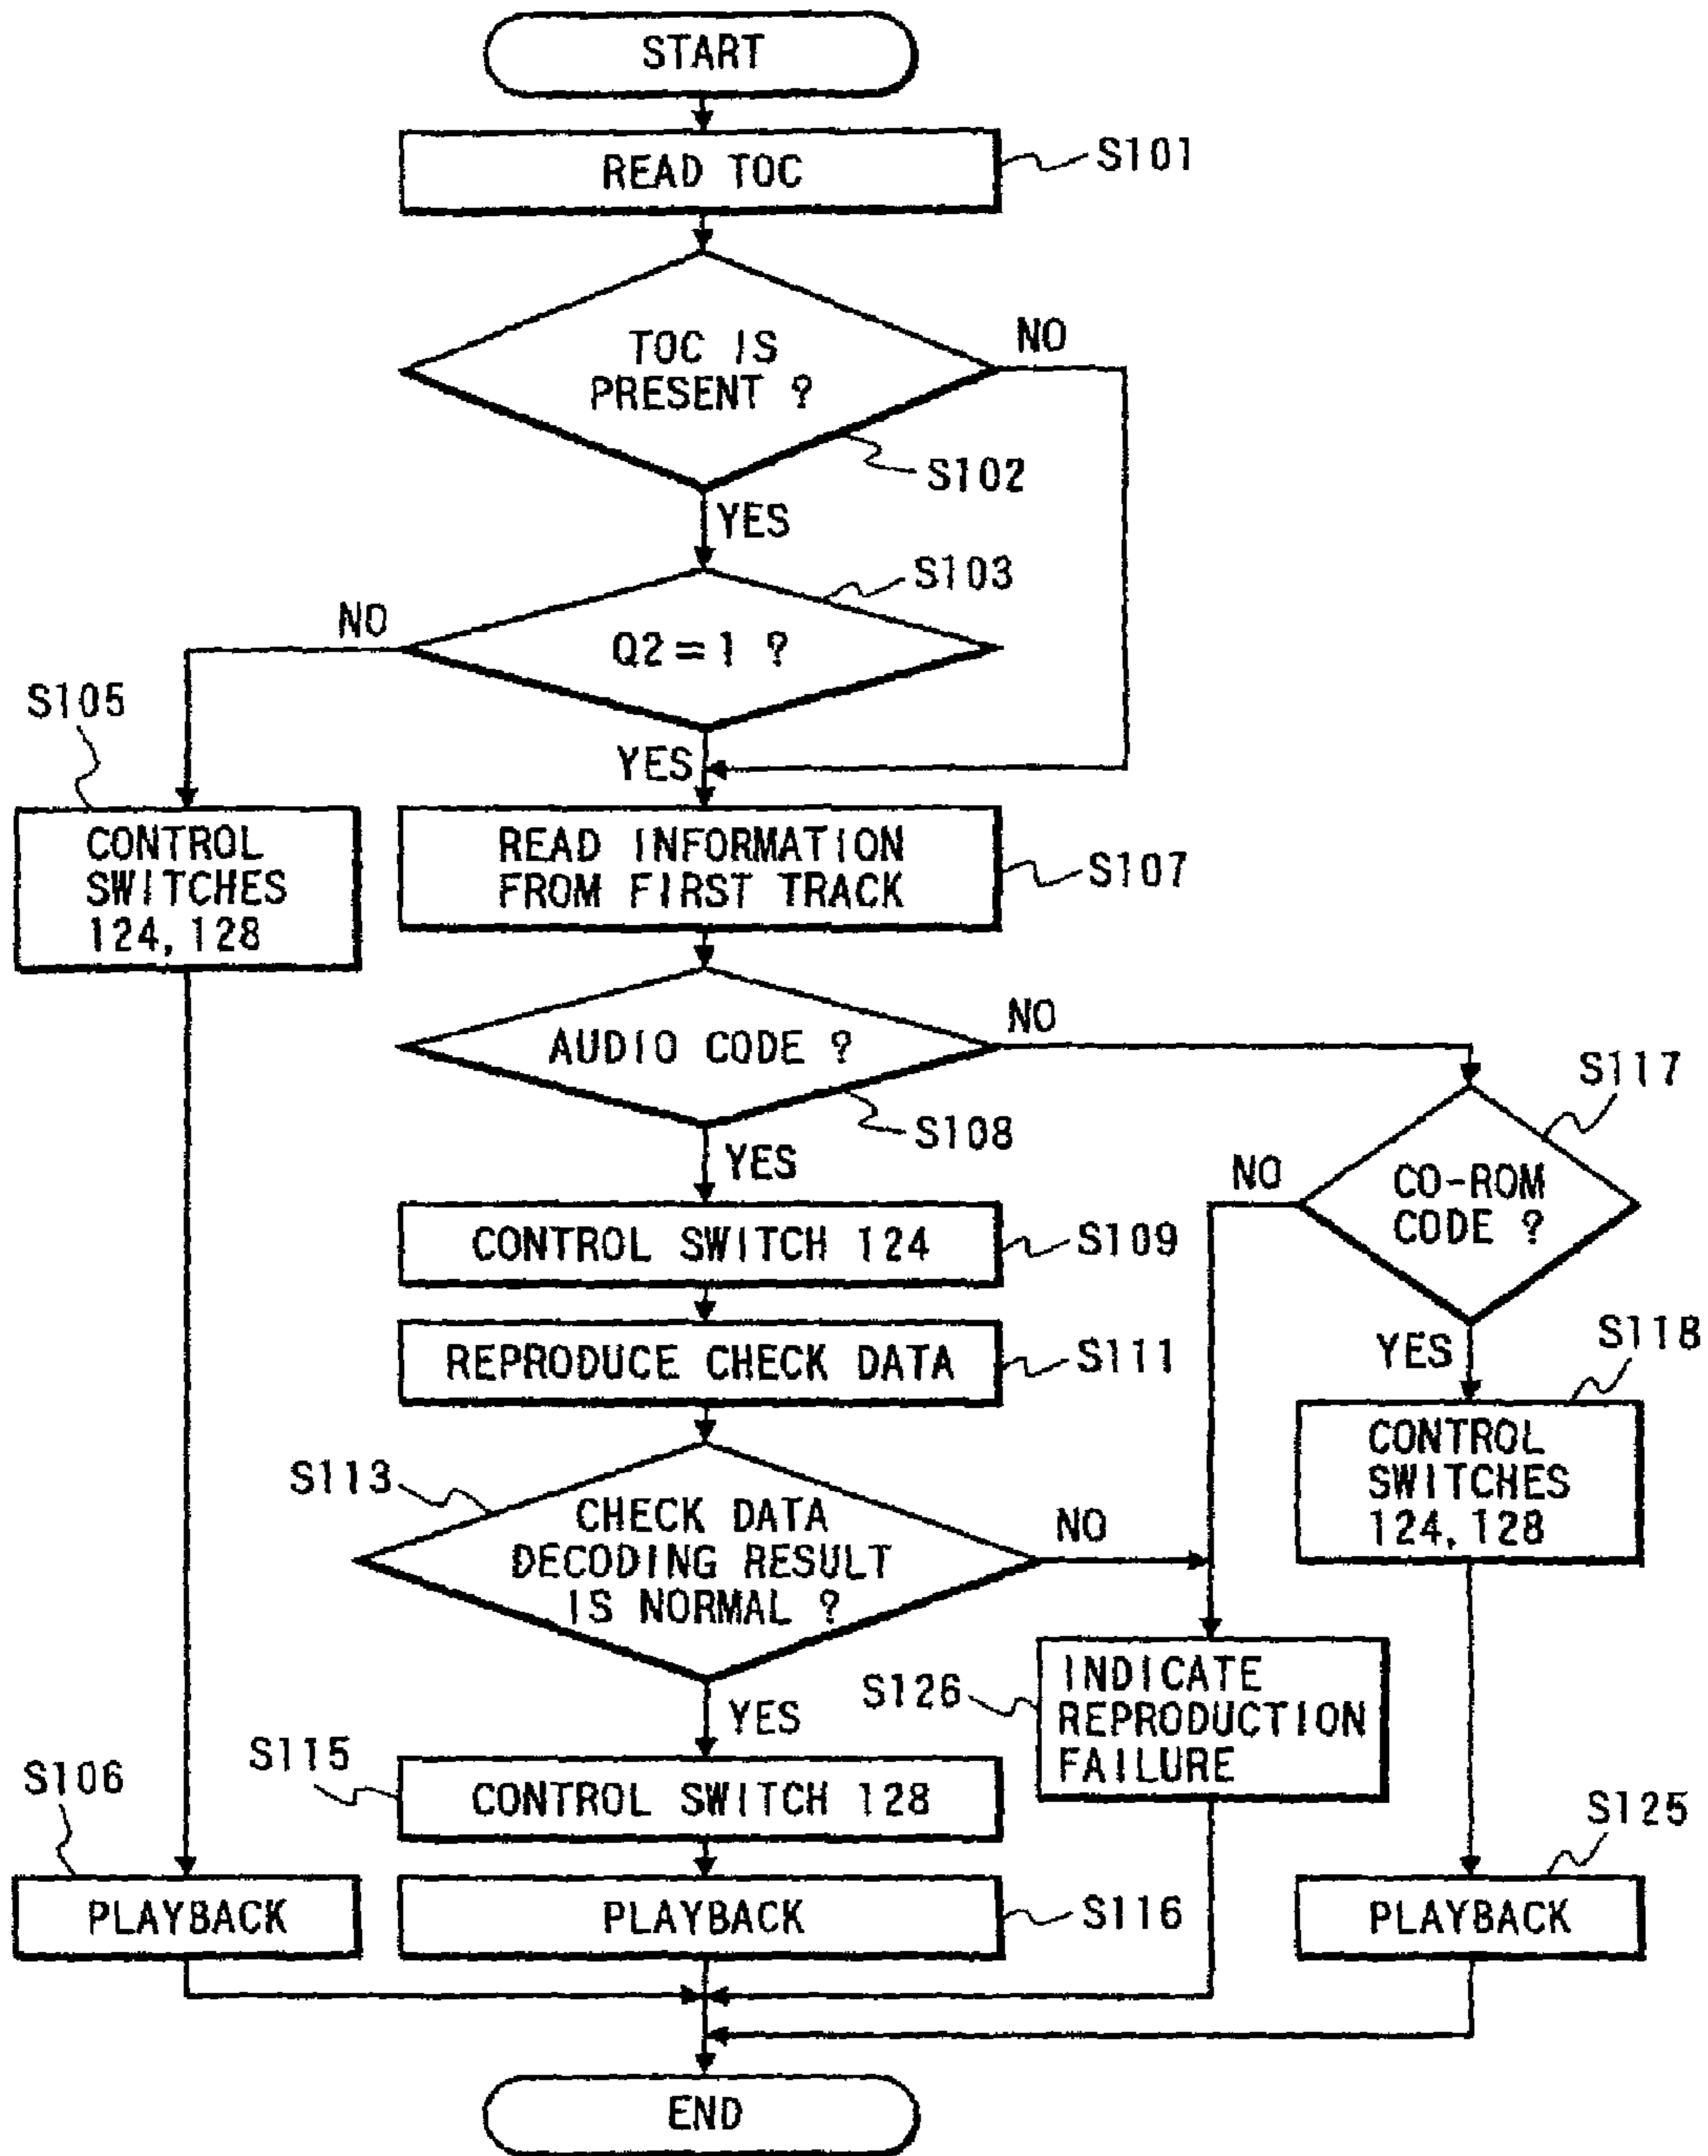 START
READ TOC
S101
TOC IS
PRESENT ?
NO
S102
YES
S103
Q2=1 ?
NO
S105
YES
CONTROL
SWITCHES
124, 128
READ INFORMATION
FROM FIRST TRACK
S107
AUDIO CODE ?
NO
S108
YES
S117
CO-ROM
CODE ?
NO
CONTROL SWITCH 124
S109
REPRODUCE CHECK DATA
S111
YES
S118
CONTROL
SWITCHES
124, 128
S113
CHECK DATA
DECODING RESULT
IS NORMAL ?
NO
S126
INDICATE
REPRODUCTION
FAILURE
YES
S115
CONTROL SWITCH 128
S106
PLAYBACK
PLAYBACK
S116
S125
PLAYBACK
END